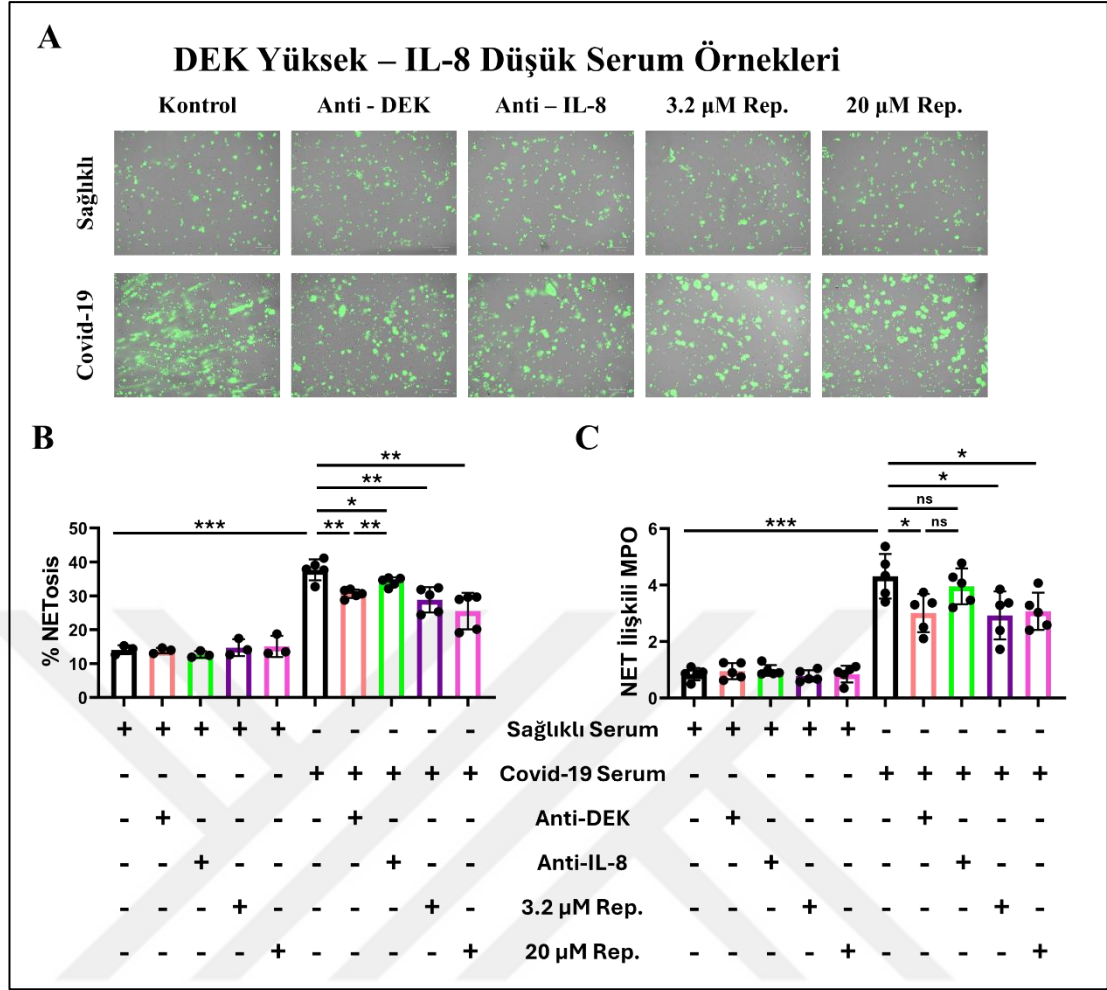 A
DEK Yüksek – IL-8 Düşük Serum Örnekleri
Kontrol Anti - DEK Anti – IL-8 3.2 µM Rep. 20 µM Rep.
Sağlıklı
Covid-19
B
C
** *
** *
* ns
*** ** ** *** * ns
% NETosis
50
40
30
20
10
0
NET İlişkili MPO
6
4
2
0
+ + + + + - - - - - Sağlıklı Serum + + + + + - - - - -
- - - - - + + + + + Covid-19 Serum - - - - - + + + + +
- + - - - - + - - - Anti-DEK - + - - - - + - - -
- - + - - - - + - - Anti-IL-8 - - + - - - - + - -
- - - + - - - - + - 3.2 µM Rep. - - - + - - - - + -
- - - - + - - - - + 20 µM Rep. - - - - + - - - - +